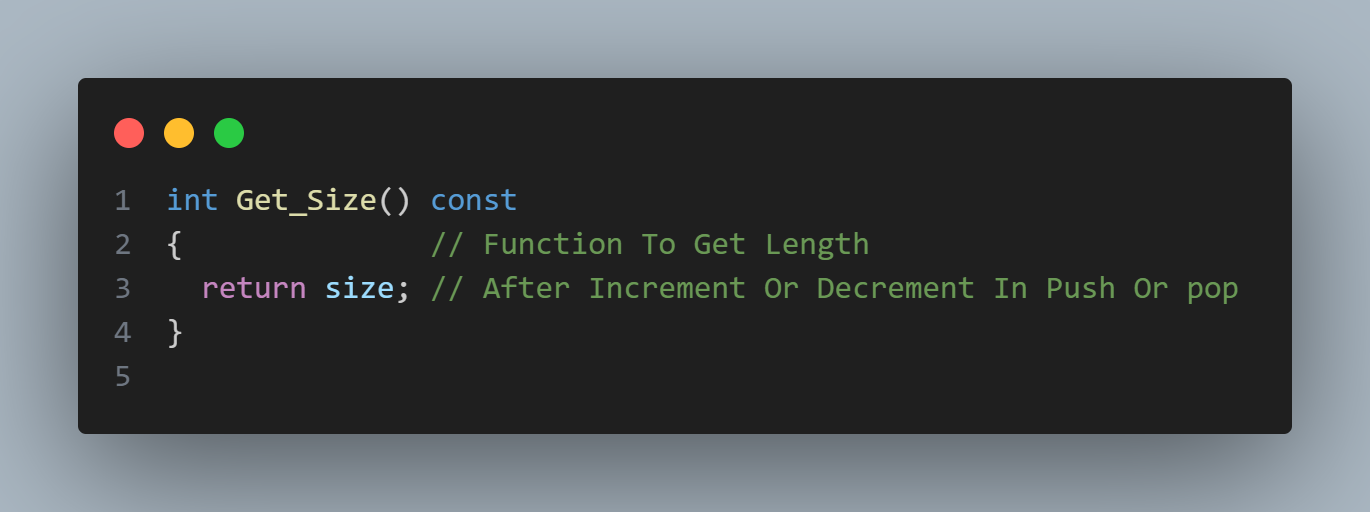 1 int Get_Size() const
2 {               // Function To Get Length
3   return size; // After Increment Or Decrement In Push Or pop
4 }
5